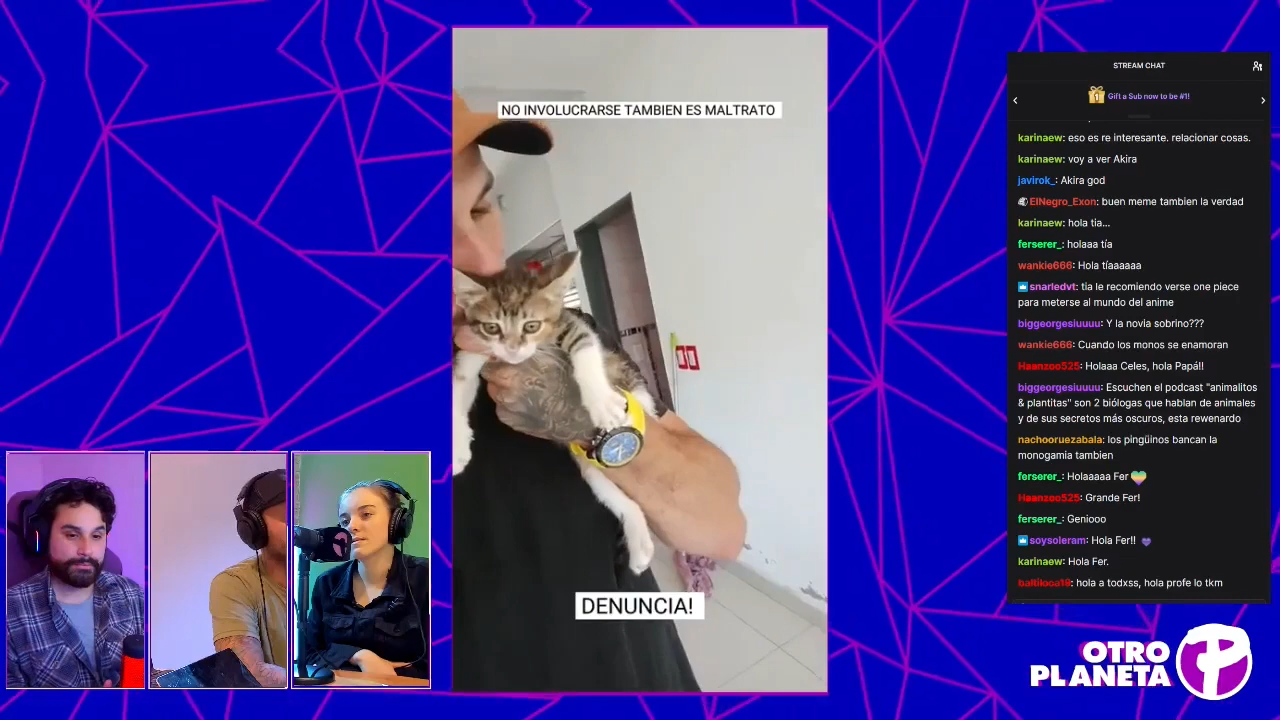 NO INVOLUCRARSE TAMBIEN ES MALTRATO
DENUNCIA!
STREAM CHAT
1
Gift a Sub now to be #1!
karinaew: eso es re interesante. relacionar cosas.
karinaew: voy a ver Akira
javirok_: Akira god
ElNegro_Exon: buen meme tambien la verdad
karinaew: hola tia...
ferserer_: holaaa tía
wankie666: Hola tíaaaaaa
snarledvt: tia le recomiendo verse one piece
para meterse al mundo del anime
biggeorgesiuuuu: Y la novia sobrino???
wankie666: Cuando los monos se enamoran
Haanzoo525: Holaaa Celes, hola Papá!!
biggeorgesiuuuu: Escuchen el podcast "animalitos
& plantitas" son 2 biólogas que hablan de animales
y de sus secretos más oscuros, esta rewenardo
nachooruezabala: los pingüinos bancan la
monogamia tambien
ferserer_: Holaaaaa Fer
Haanzoo525: Grande Fer!
ferserer_: Geniooo
soysoleram: Hola Fer!!
karinaew: Hola Fer.
hola a todxss, hola profe lo tkm
OTRO
PLANETA